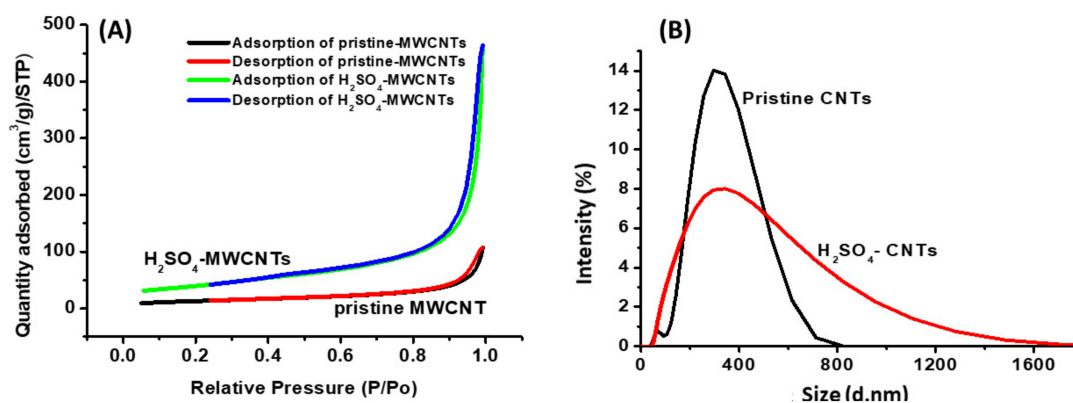 (A)
Adsorption of pristine-MWCNTs
Desorption of pristine-MWCNTs
Adsorption of H₂SO₄-MWCNTs
Desorption of H₂SO₄-MWCNTs
500
400
300
200
100
0
Quantity adsorbed (cm³/g)/STP)
H₂SO₄-MWCNTs
pristine MWCNT
0.0 0.2 0.4 0.6 0.8 1.0
Relative Pressure (P/Po)
(B)
14
12
10
8
6
4
2
0
Intensity (%)
Pristine CNTs
H₂SO₄- CNTs
0 400 800 1200 1600
Size (d.nm)